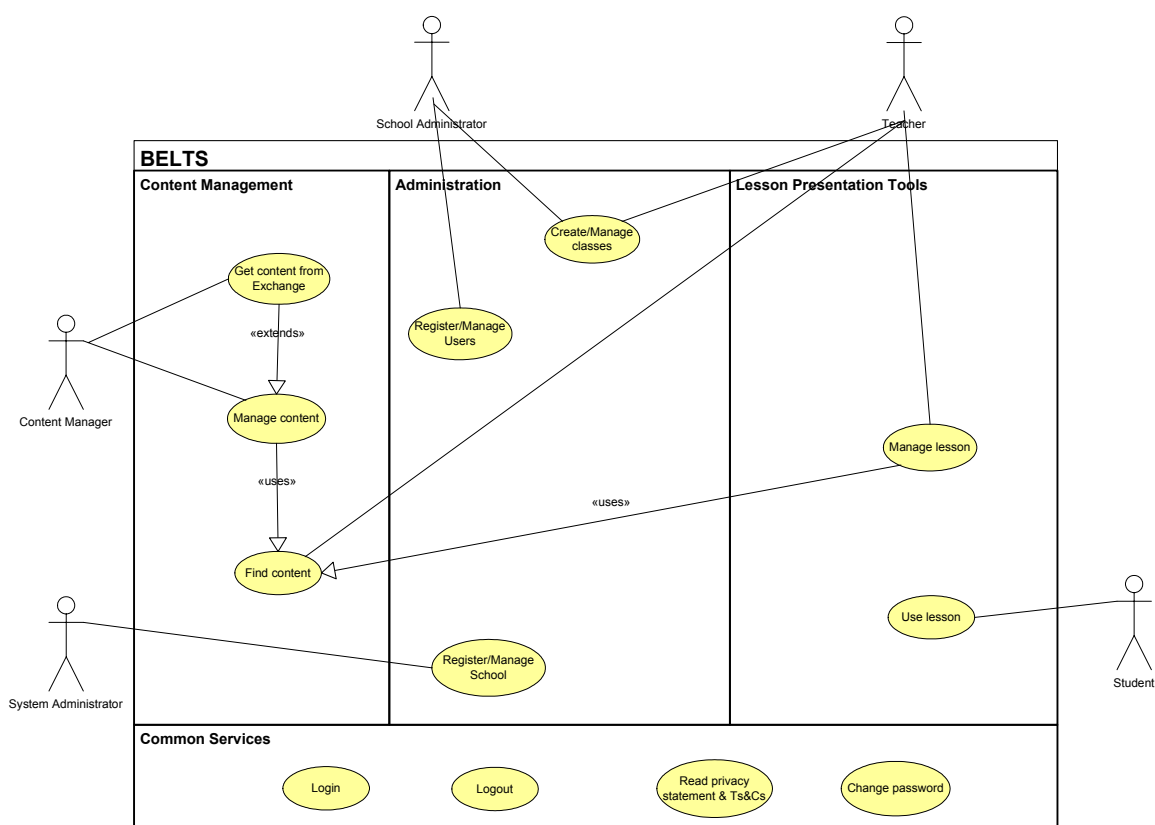 School Administrator
Teacher
BELTS
Content Management
Administration
Lesson Presentation Tools
Create/Manage
classes
Get content from
Exchange
Register/Manage
Users
«extends»
Content Manager
Manage content
Manage lesson
«uses»
«uses»
Find content
Use lesson
Register/Manage
School
System Administrator
Student
Common Services
Login
Logout
Read privacy
statement & Ts&Cs
Change password